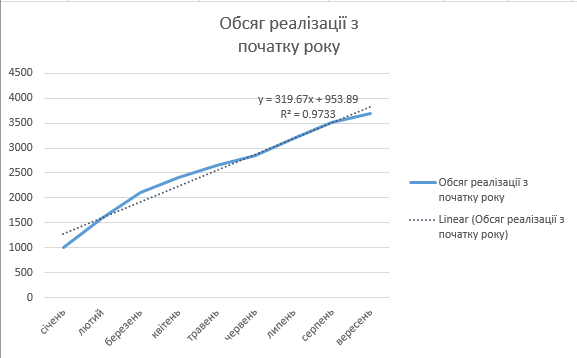 Обсяг реалізації з
початку року
4500
4000
3500
3000
2500
2000
1500
1000
500
0
y = 319.67x + 953.89
R² = 0.9733
січень
лютий
березень
квітень
травень
червень
липень
серпень
вересень
Обсяг реалізації з
початку року
Linear (Обсяг реалізації з
початку року)